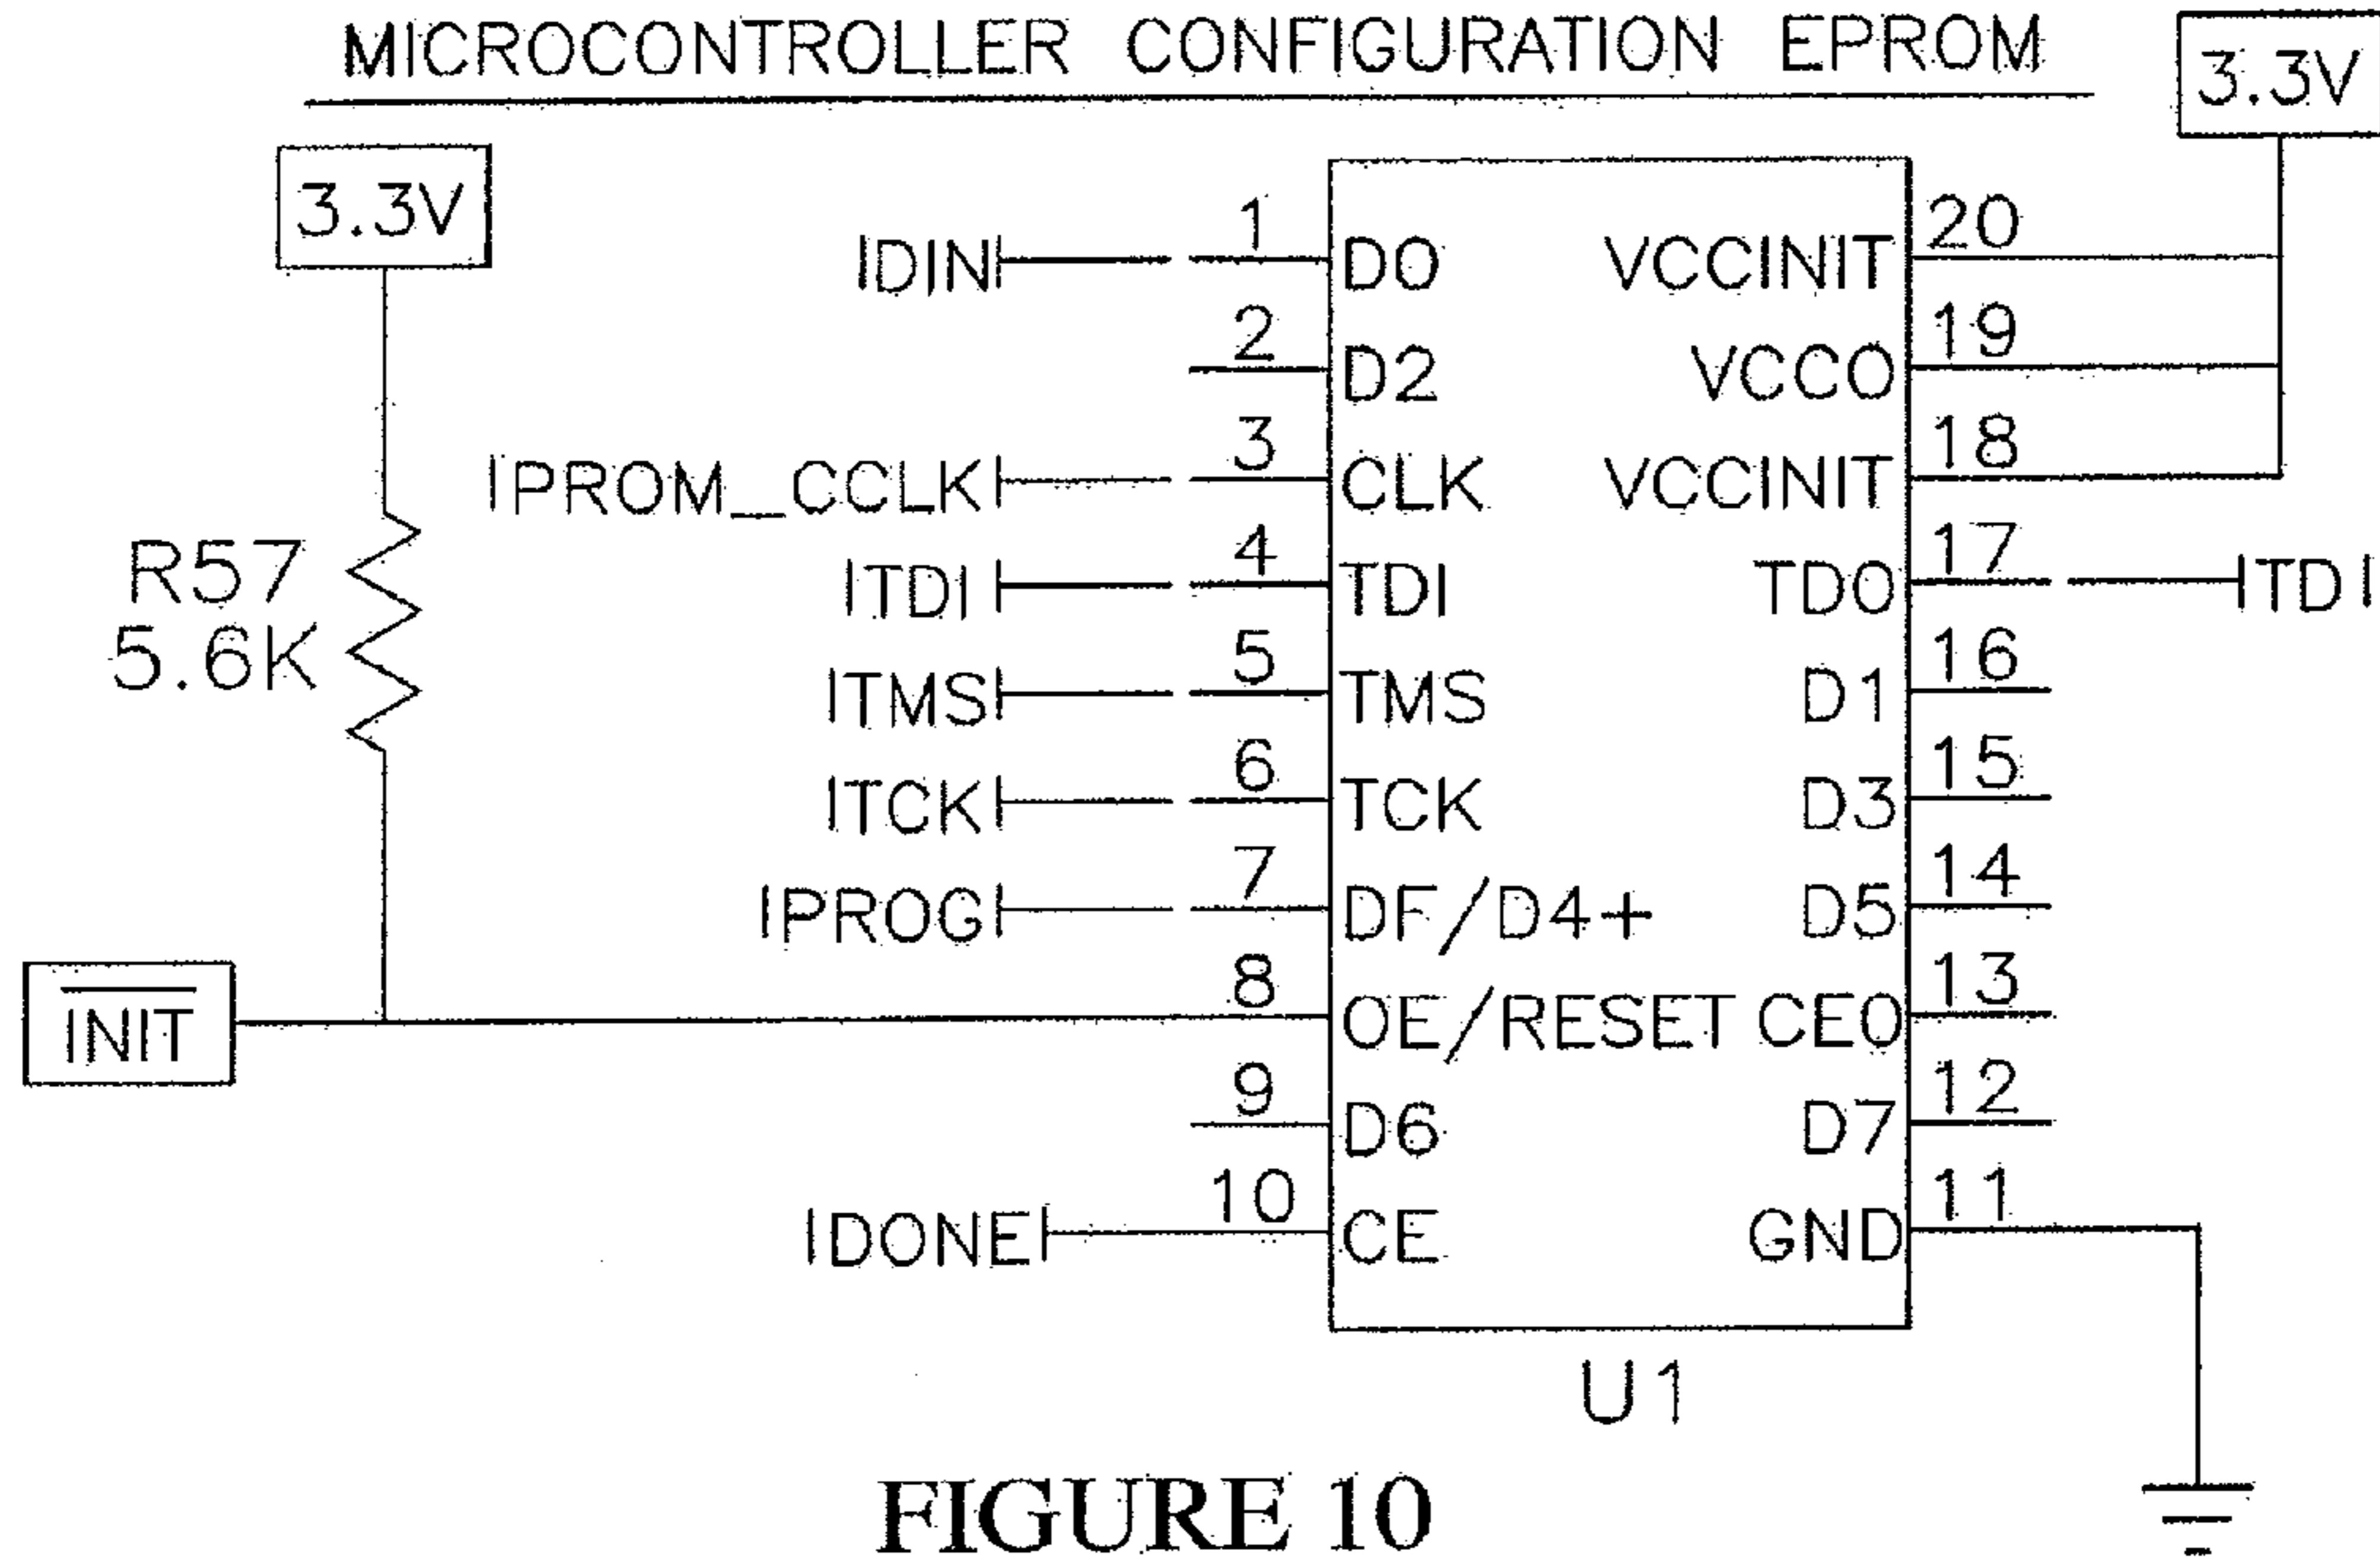 MICROCONTROLLER CONFIGURATION EPROM
3.3V
3.3V
R57
5.6K
INIT
DIN 1 D0
2 D2
PROM_CCLK 3 CLK
TDI 4 TDI
TMS 5 TMS
TCK 6 TCK
PROG 7 DF/D4+
8 OE/RESET
9 D6
DONE 10 CE
VCCINIT 20
VCCO 19
VCCINIT 18
TDO 17 TDI
D1 16
D3 15
D5 14
CEO 13
D7 12
GND 11
U1
FIGURE 10